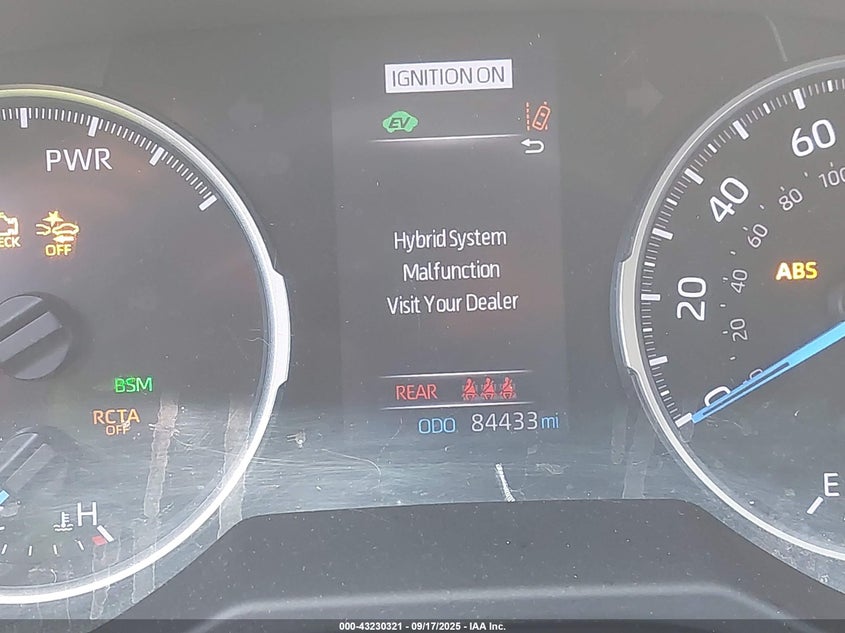 IGNITION ON
EV
PWR
OFF
Hybrid System
Malfunction
Visit Your Dealer
BSM
RCTA
OFF
REAR
ODO 84433 mi
H
0
20
40
60
20
40
60
80
100
ABS
E
000-43230321 - 09/17/2025 - IAA Inc.